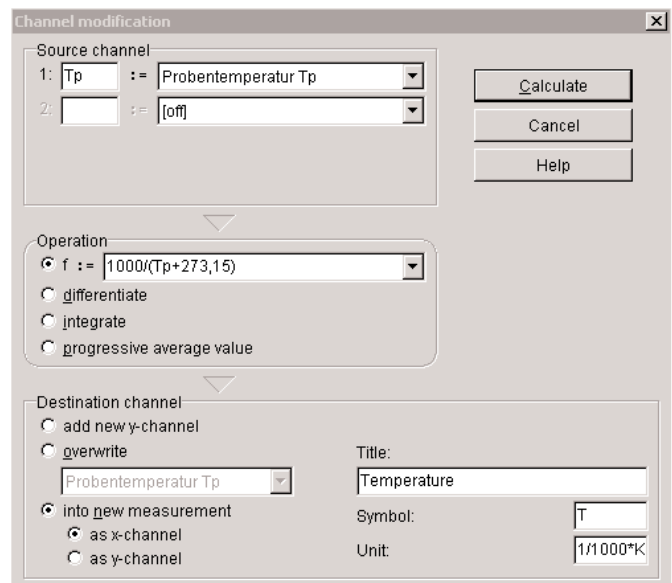 Channel modification
Source channel
1: Tp := Probentemperatur Tp
2: := [off]
Calculate
Cancel
Help
Operation
f := 1000/(Tp+273,15)
differentiate
integrate
progressive average value
Destination channel
add new y-channel
overwrite
Probentemperatur Tp
into new measurement
as x-channel
as y-channel
Title:
Temperature
Symbol: T
Unit: 1/1000*K